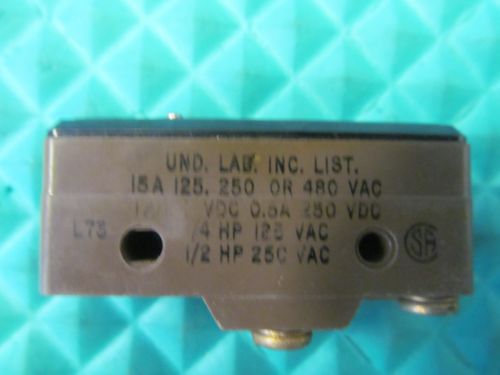 UND. LAB. INC. LIST.
15A 125, 250 OR 480 VAC
VDC 0.5A 250 VDC
L73
/4 HP 125 VAC
1/2 HP 250 VAC
SA